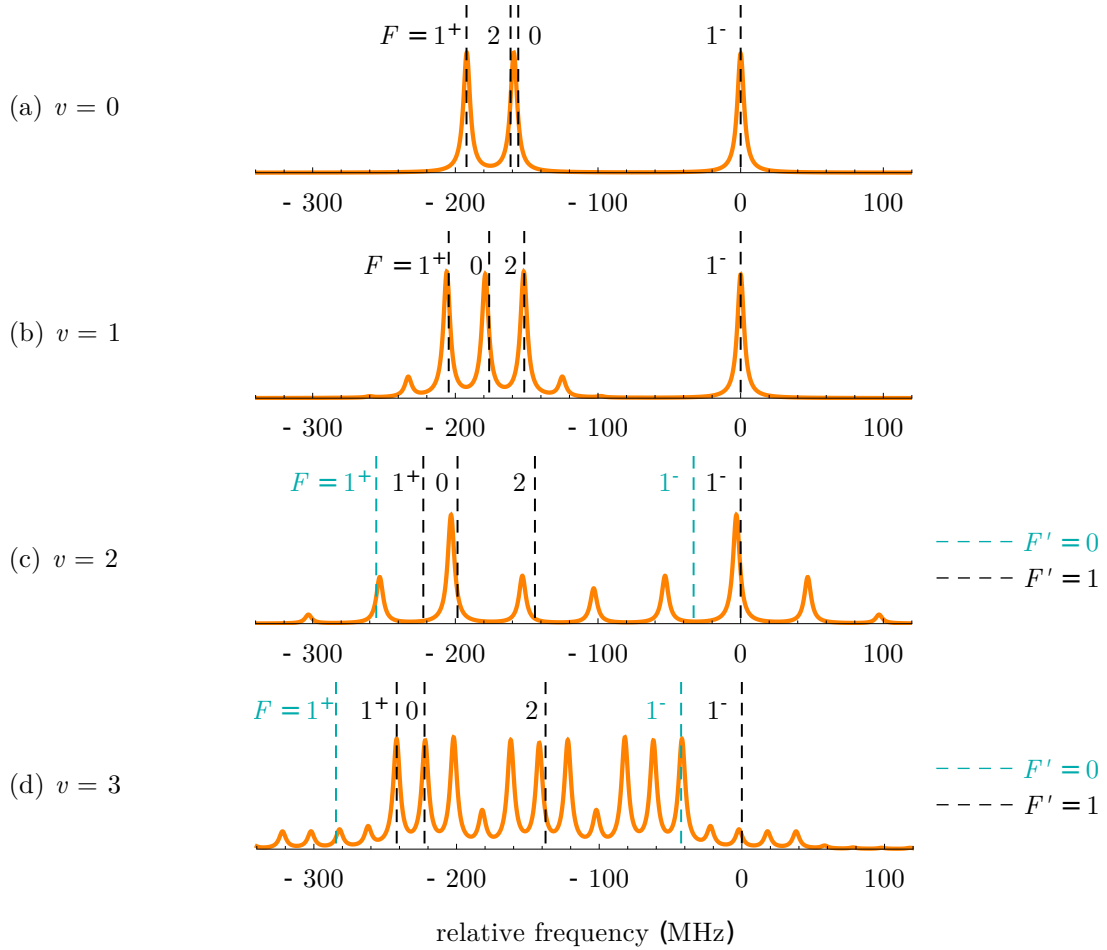 F = 1⁺ 2 0 1⁻
(a) v = 0
- 300 - 200 - 100 0 100
F = 1⁺ 0 2 1⁻
(b) v = 1
- 300 - 200 - 100 0 100
F = 1⁺ 1⁺ 0 2 1⁻ 1⁻
(c) v = 2
F' = 0
F' = 1
- 300 - 200 - 100 0 100
F = 1⁺ 1⁺ 0 2 1⁻ 1⁻
(d) v = 3
F' = 0
F' = 1
- 300 - 200 - 100 0 100
relative frequency (MHz)